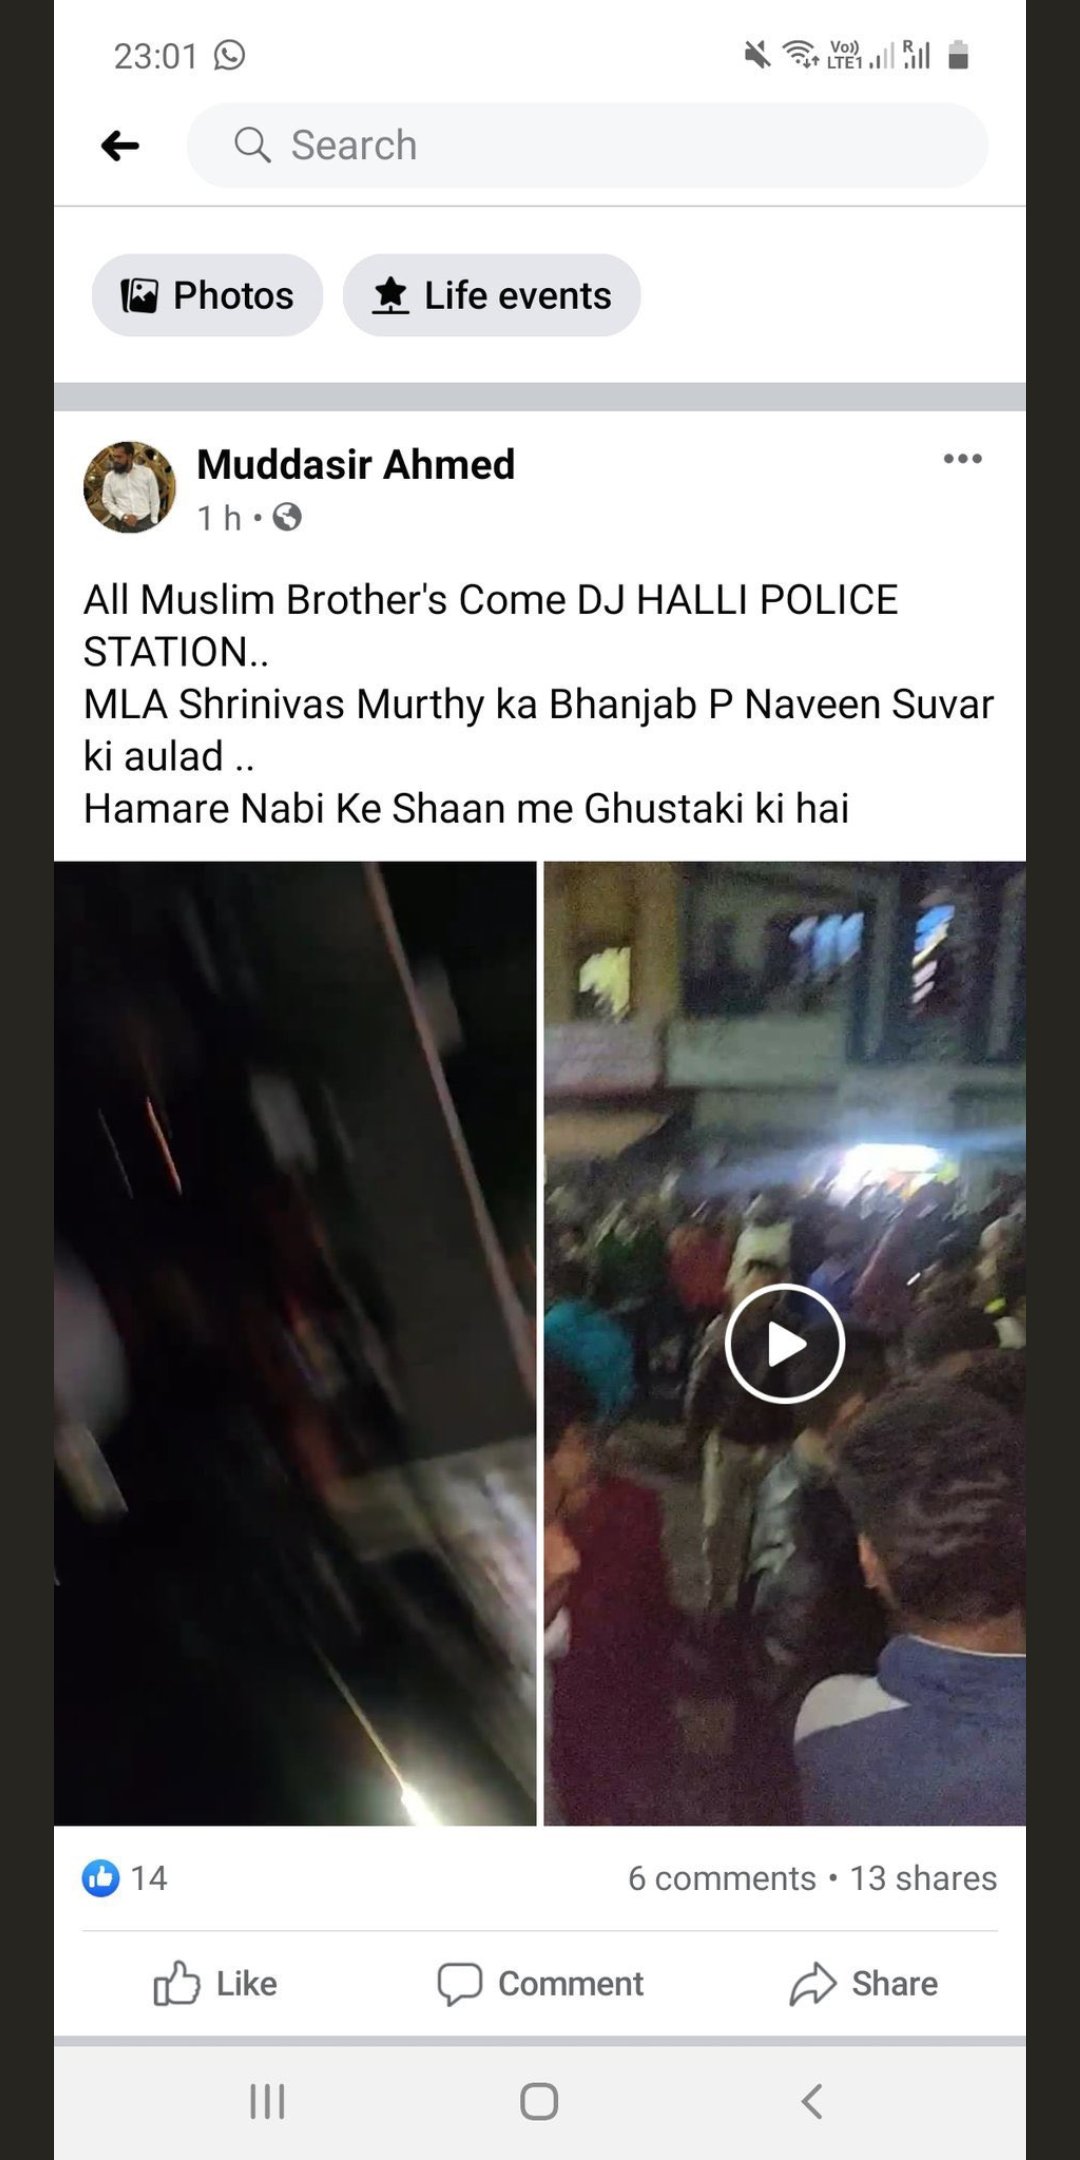 23:01
Vo))
LTE1
R
Search
Photos
Life events
Muddasir Ahmed
1 h
All Muslim Brother's Come DJ HALLI POLICE
STATION..
MLA Shrinivas Murthy ka Bhanjab P Naveen Suvar
ki aulad ..
Hamare Nabi Ke Shaan me Ghustaki ki hai
14
6 comments • 13 shares
Like
Comment
Share